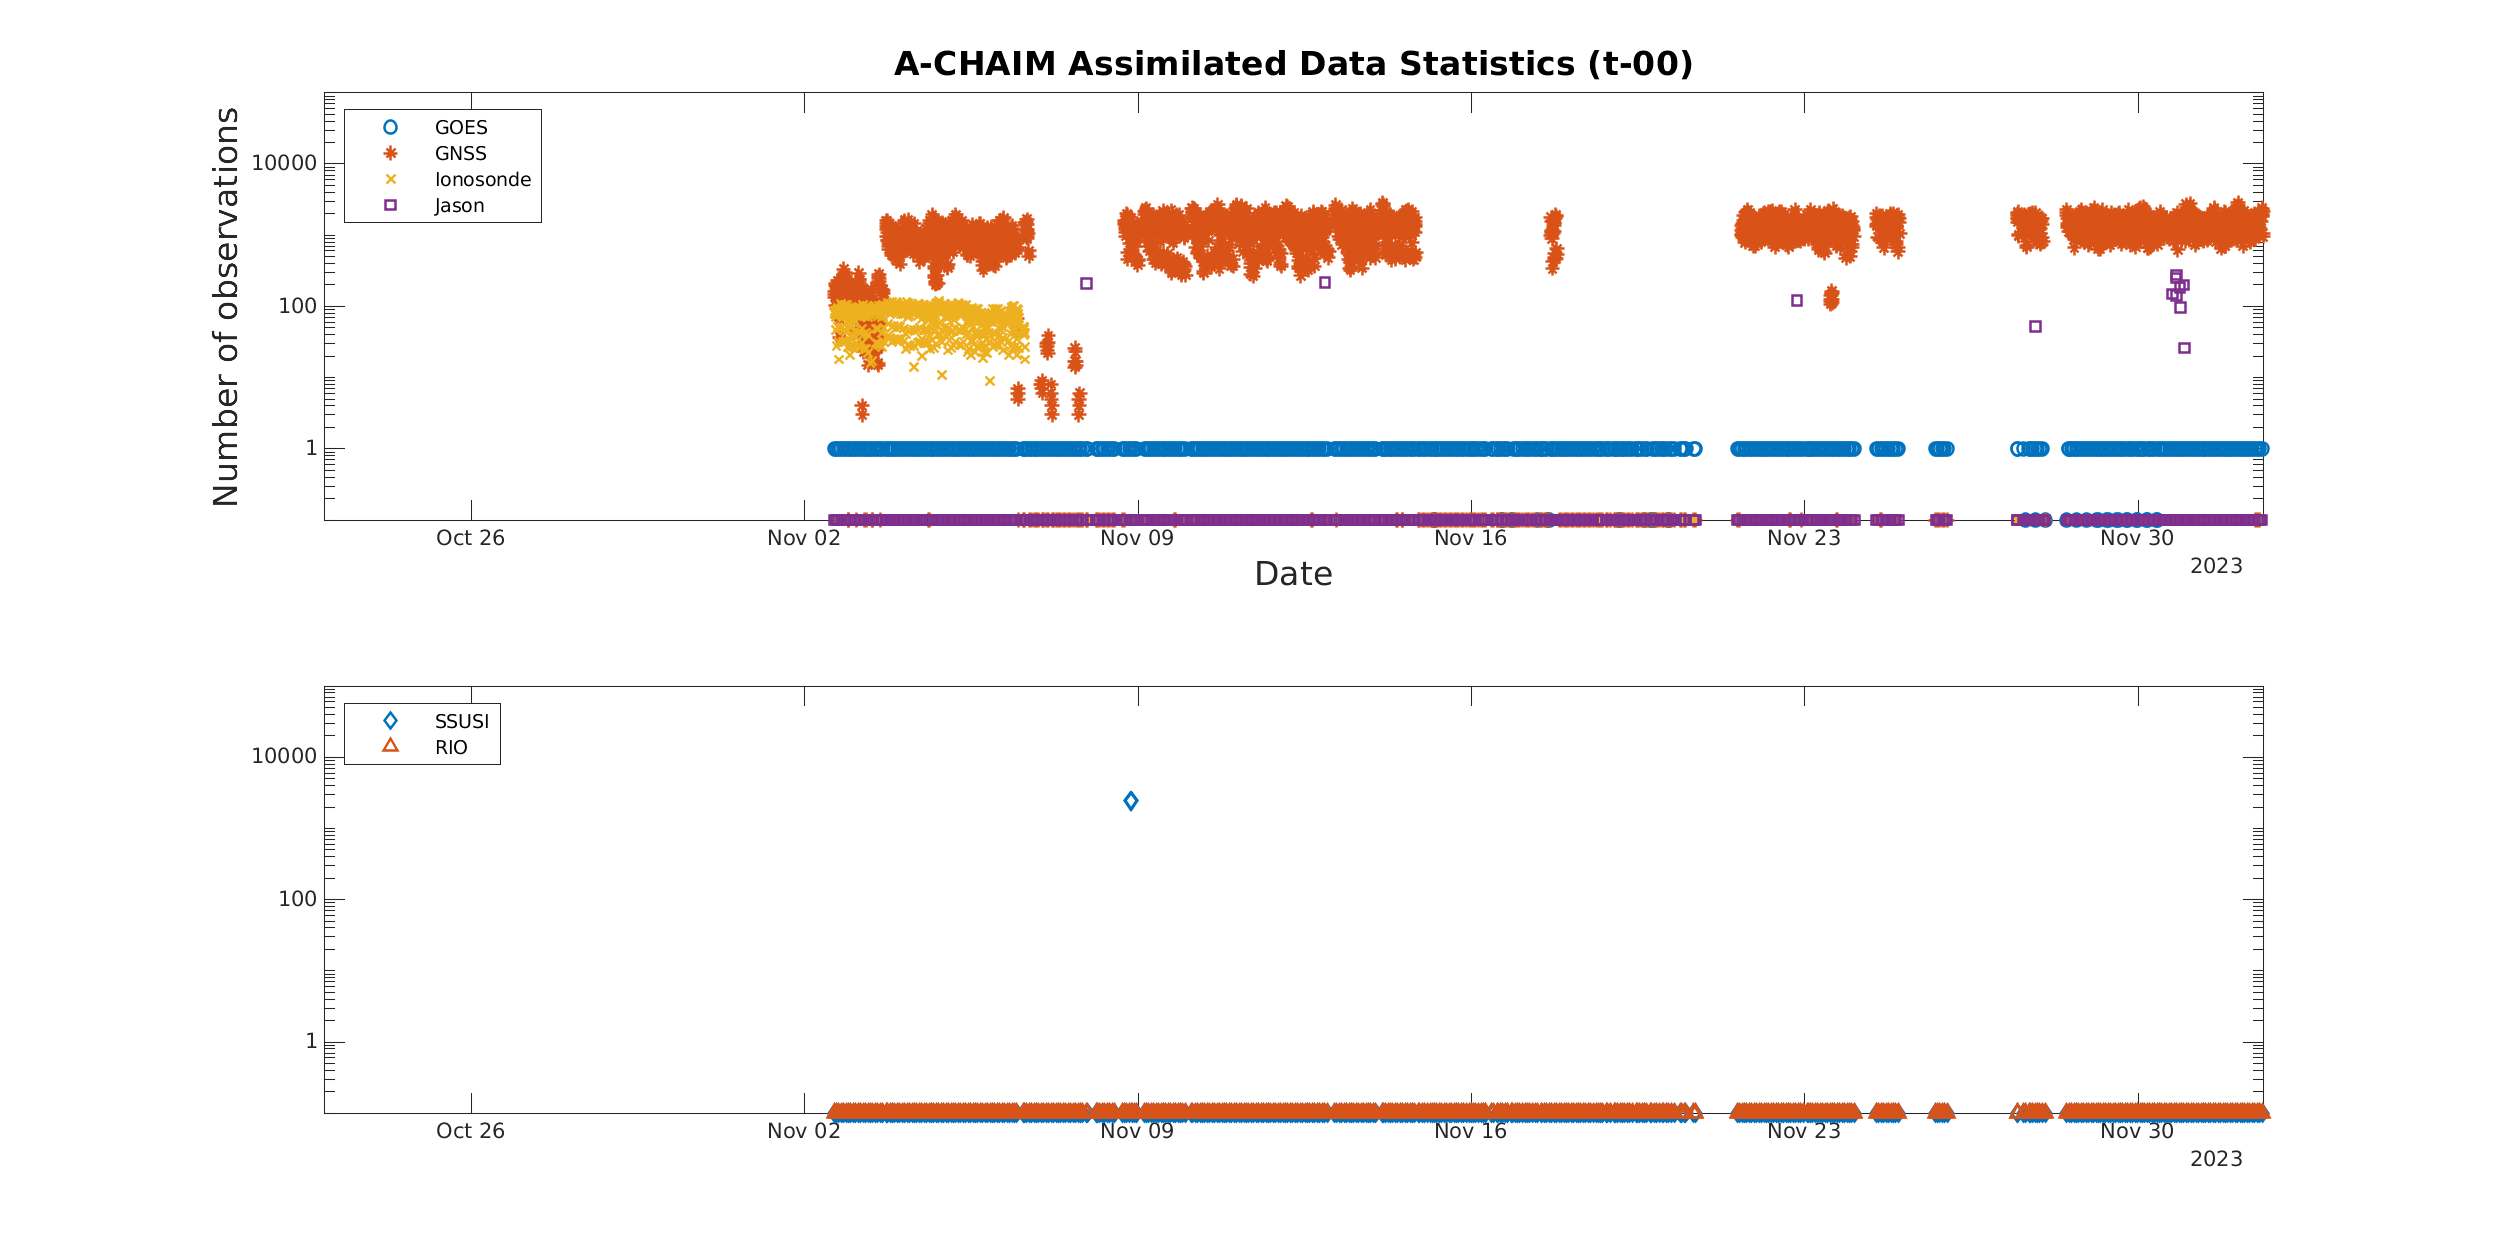 A-CHAIM Assimilated Data Statistics (t-00)
Number of observations
GOES
GNSS
Ionosonde
Jason
10000
100
1
Oct 26 Nov 02 Nov 09 Nov 16 Nov 23 Nov 30
2023
Date
SSUSI
RIO
10000
100
1
Oct 26 Nov 02 Nov 09 Nov 16 Nov 23 Nov 30
2023